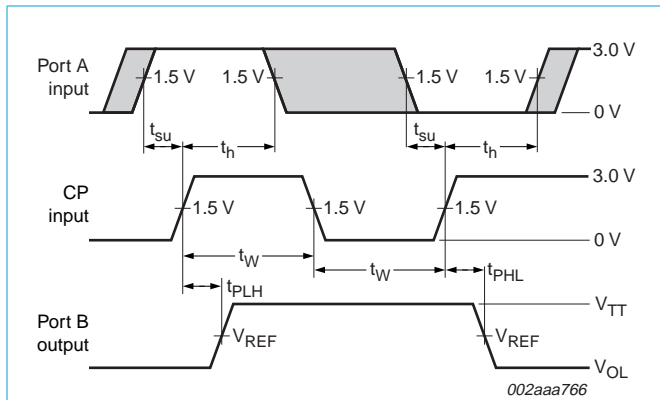 Port A
input
1.5 V
1.5 V
1.5 V
1.5 V
3.0 V
0 V
tsu
th
tsu
th
CP
input
1.5 V
1.5 V
1.5 V
3.0 V
0 V
tW
tW
tPLH
tPHL
Port B
output
VREF
VREF
VTT
VOL
002aaa766